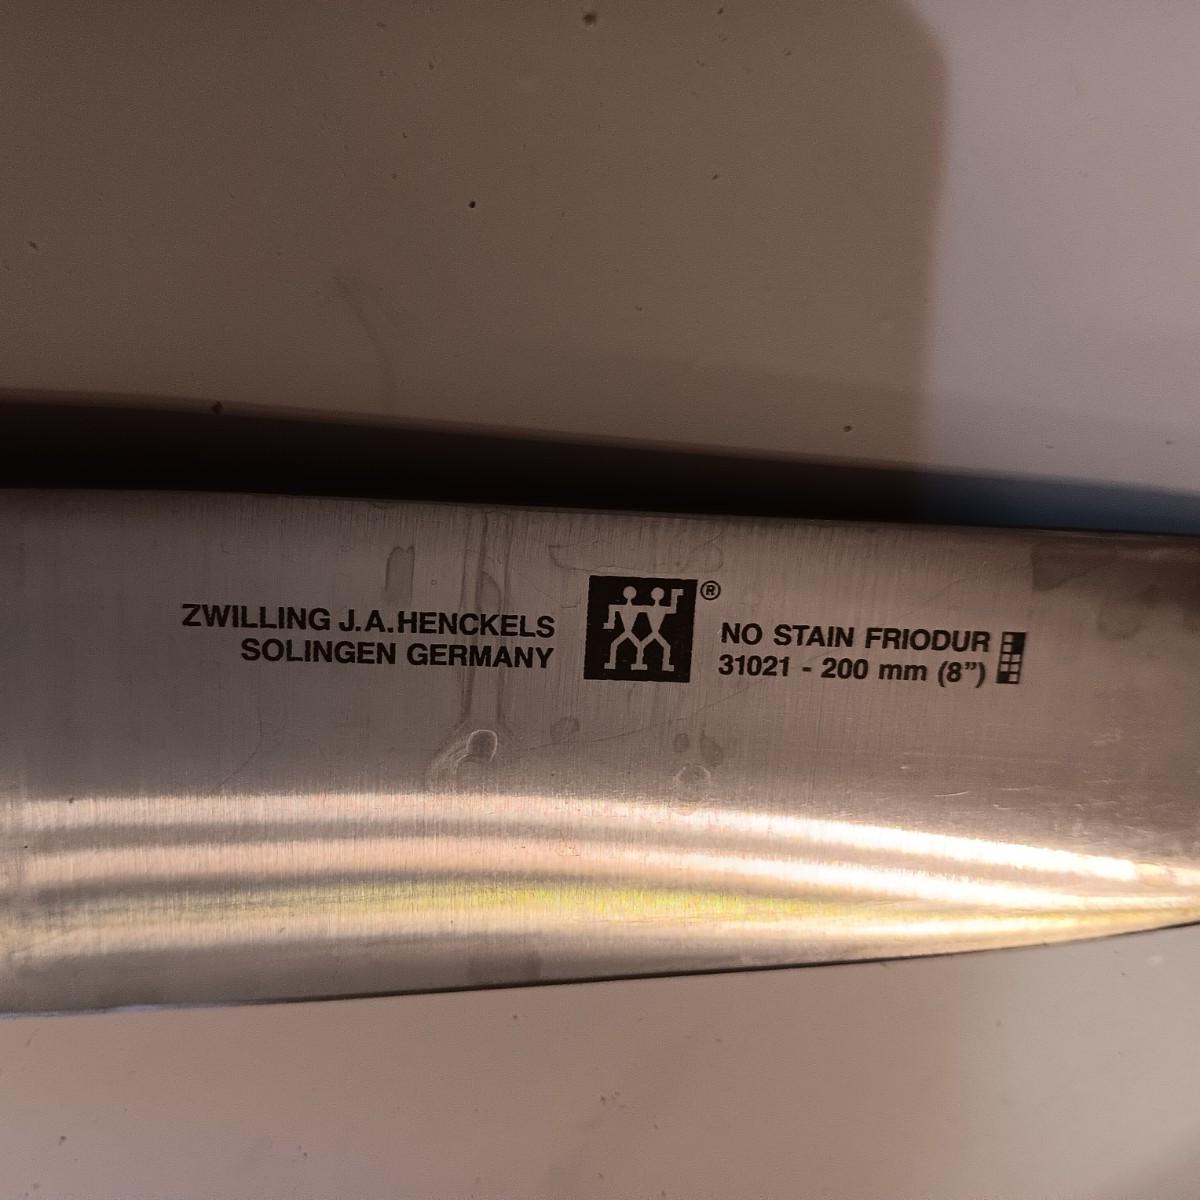 ZWILLING J.A.HENCKELS
SOLINGEN GERMANY
®
NO STAIN FRIODUR
31021 - 200 mm (8”)